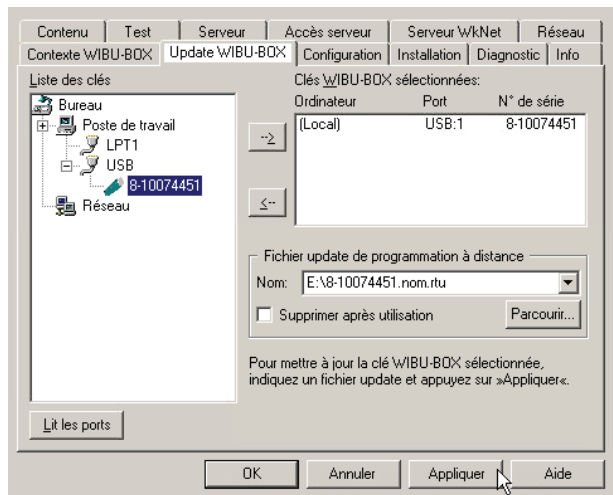 Contenu Test Serveur Accès serveur Serveur WkNet Réseau
Contexte WIBU-BOX Update WIBU-BOX Configuration Installation Diagnostic Info
Liste des clés
Bureau
Poste de travail
LPT1
USB
8-10074451
Réseau
Lit les ports
Clés WIBU-BOX sélectionnées:
Ordinateur Port N° de série
(Local) USB:1 8-10074451
-->
<--
Fichier update de programmation à distance
Nom: E:\8-10074451.nom.rtu
Supprimer après utilisation Parcourir...
Pour mettre à jour la clé WIBU-BOX sélectionnée,
indiquez un fichier update et appuyez sur »Appliquer«.
OK Annuler Appliquer Aide